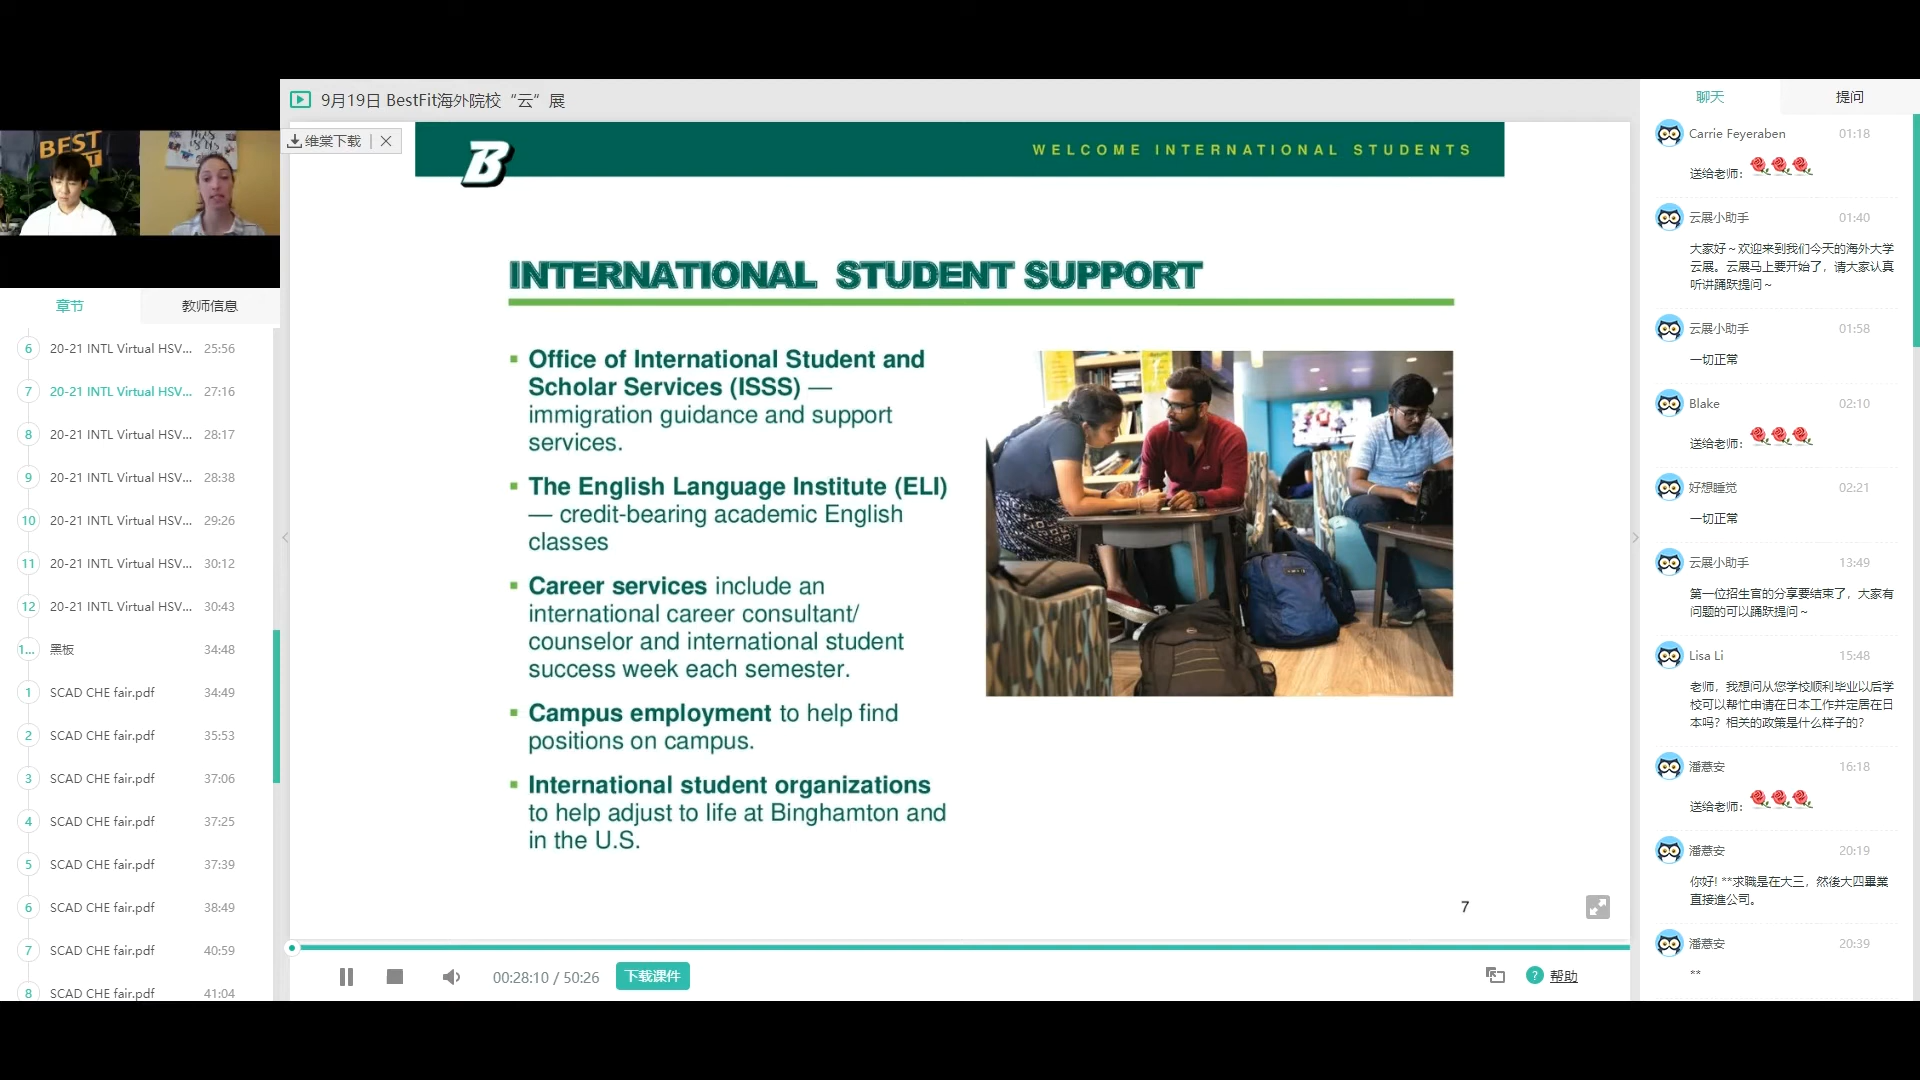 9月19日 BestFit海外院校“云”展
维棠下载
BEST
章节
教师信息
6 20-21 INTL Virtual HSV... 25:56
7 20-21 INTL Virtual HSV... 27:16
8 20-21 INTL Virtual HSV... 28:17
9 20-21 INTL Virtual HSV... 28:38
10 20-21 INTL Virtual HSV... 29:26
11 20-21 INTL Virtual HSV... 30:12
12 20-21 INTL Virtual HSV... 30:43
1... 黑板 34:48
1 SCAD CHE fair.pdf 34:49
2 SCAD CHE fair.pdf 35:53
3 SCAD CHE fair.pdf 37:06
4 SCAD CHE fair.pdf 37:25
5 SCAD CHE fair.pdf 37:39
6 SCAD CHE fair.pdf 38:49
7 SCAD CHE fair.pdf 40:59
8 SCAD CHE fair.pdf 41:04
B
WELCOME INTERNATIONAL STUDENTS
INTERNATIONAL STUDENT SUPPORT
▪ Office of International Student and
Scholar Services (ISSS) —
immigration guidance and support
services.
▪ The English Language Institute (ELI)
— credit-bearing academic English
classes
▪ Career services include an
international career consultant/
counselor and international student
success week each semester.
▪ Campus employment to help find
positions on campus.
▪ International student organizations
to help adjust to life at Binghamton and
in the U.S.
7
00:28:10 / 50:26
下载课件
? 帮助
聊天
提问
Carrie Feyeraben 01:18
送给老师:
云展小助手 01:40
大家好～欢迎来到我们今天的海外大学
云展。云展马上要开始了，请大家认真
听讲踊跃提问～
云展小助手 01:58
一切正常
Blake 02:10
送给老师:
好想睡觉 02:21
一切正常
云展小助手 13:49
第一位招生官的分享要结束了，大家有
问题的可以踊跃提问～
Lisa Li 15:48
老师，我想问从您学校顺利毕业以后学
校可以帮忙申请在日本工作并定居在日
本吗？相关的政策是什么样子的？
潘薏安 16:18
送给老师:
潘薏安 20:19
你好! **求職是在大三，然後大四畢業
直接進公司。
潘薏安 20:39
**